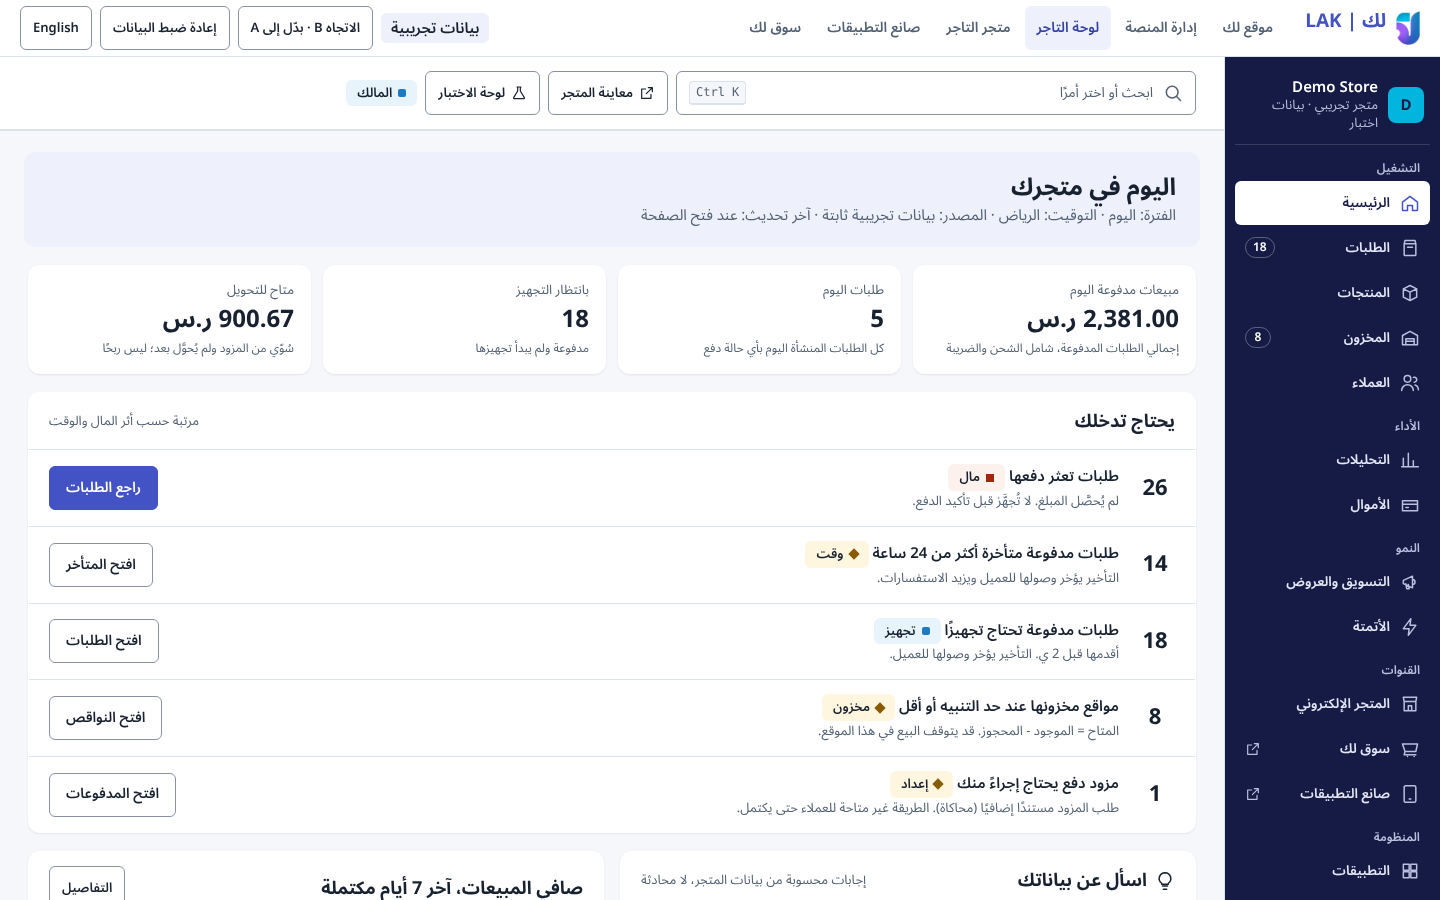 لك | LAK
موقع لك
إدارة المنصة
لوحة التاجر
متجر التاجر
صانع التطبيقات
سوق لك
بيانات تجريبية
الاتجاه B · بدّل إلى A
إعادة ضبط البيانات
English
D
Demo Store
متجر تجريبي · بيانات
اختبار
التشغيل
الرئيسية
الطلبات
18
المنتجات
المخزون
8
العملاء
الأداء
التحليلات
الأموال
النمو
التسويق والعروض
الأتمتة
القنوات
المتجر الإلكتروني
سوق لك
صانع التطبيقات
المنظومة
التطبيقات
ابحث أو اختر أمرًا
Ctrl K
معاينة المتجر
لوحة الاختبار
المالك
اليوم في متجرك
الفترة: اليوم · التوقيت: الرياض · المصدر: بيانات تجريبية ثابتة · آخر تحديث: عند فتح الصفحة
مبيعات مدفوعة اليوم
2,381.00 ر.س
إجمالي الطلبات المدفوعة، شامل الشحن والضريبة
طلبات اليوم
5
كل الطلبات المنشأة اليوم بأي حالة دفع
بانتظار التجهيز
18
مدفوعة ولم يبدأ تجهيزها
متاح للتحويل
900.67 ر.س
سُوّي من المزود ولم يُحوَّل بعد؛ ليس ربحًا
يحتاج تدخلك
مرتبة حسب أثر المال والوقت
26
طلبات تعثر دفعها
مال
لم يُحصَّل المبلغ. لا تُجهَّز قبل تأكيد الدفع.
راجع الطلبات
14
طلبات مدفوعة متأخرة أكثر من 24 ساعة
وقت
التأخير يؤخر وصولها للعميل ويزيد الاستفسارات.
افتح المتأخر
18
طلبات مدفوعة تحتاج تجهيزًا
تجهيز
أقدمها قبل 2 ي. التأخير يؤخر وصولها للعميل.
افتح الطلبات
8
مواقع مخزونها عند حد التنبيه أو أقل
مخزون
المتاح = الموجود - المحجوز. قد يتوقف البيع في هذا الموقع.
افتح النواقص
1
مزود دفع يحتاج إجراءً منك
إعداد
طلب المزود مستندًا إضافيًا (محاكاة). الطريقة غير متاحة للعملاء حتى يكتمل.
افتح المدفوعات
اسأل عن بياناتك
إجابات محسوبة من بيانات المتجر، لا محادثة
صافي المبيعات، آخر 7 أيام مكتملة
التفاصيل